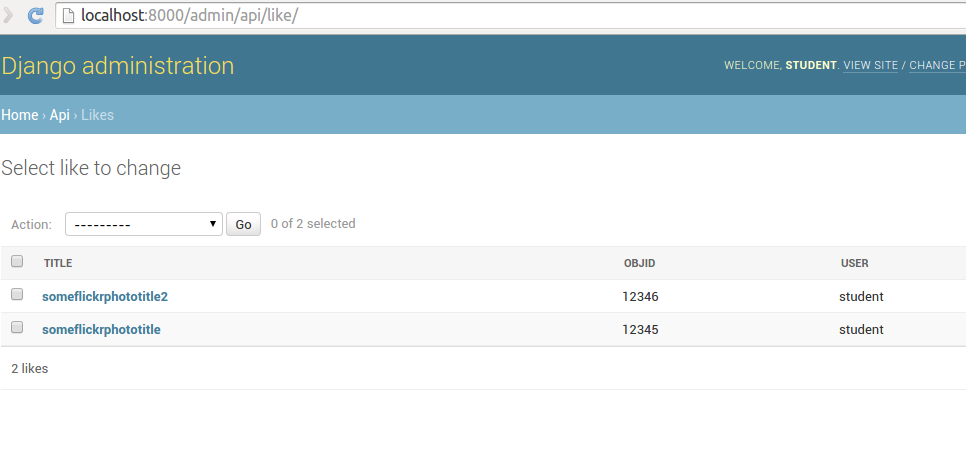 localhost:8000/admin/api/like/
Django administration
WELCOME, STUDENT. VIEW SITE / CHANGE P
Home › Api › Likes
Select like to change
Action: --------- Go 0 of 2 selected
TITLE OBJID USER
someflickrphototitle2 12346 student
someflickrphototitle 12345 student
2 likes